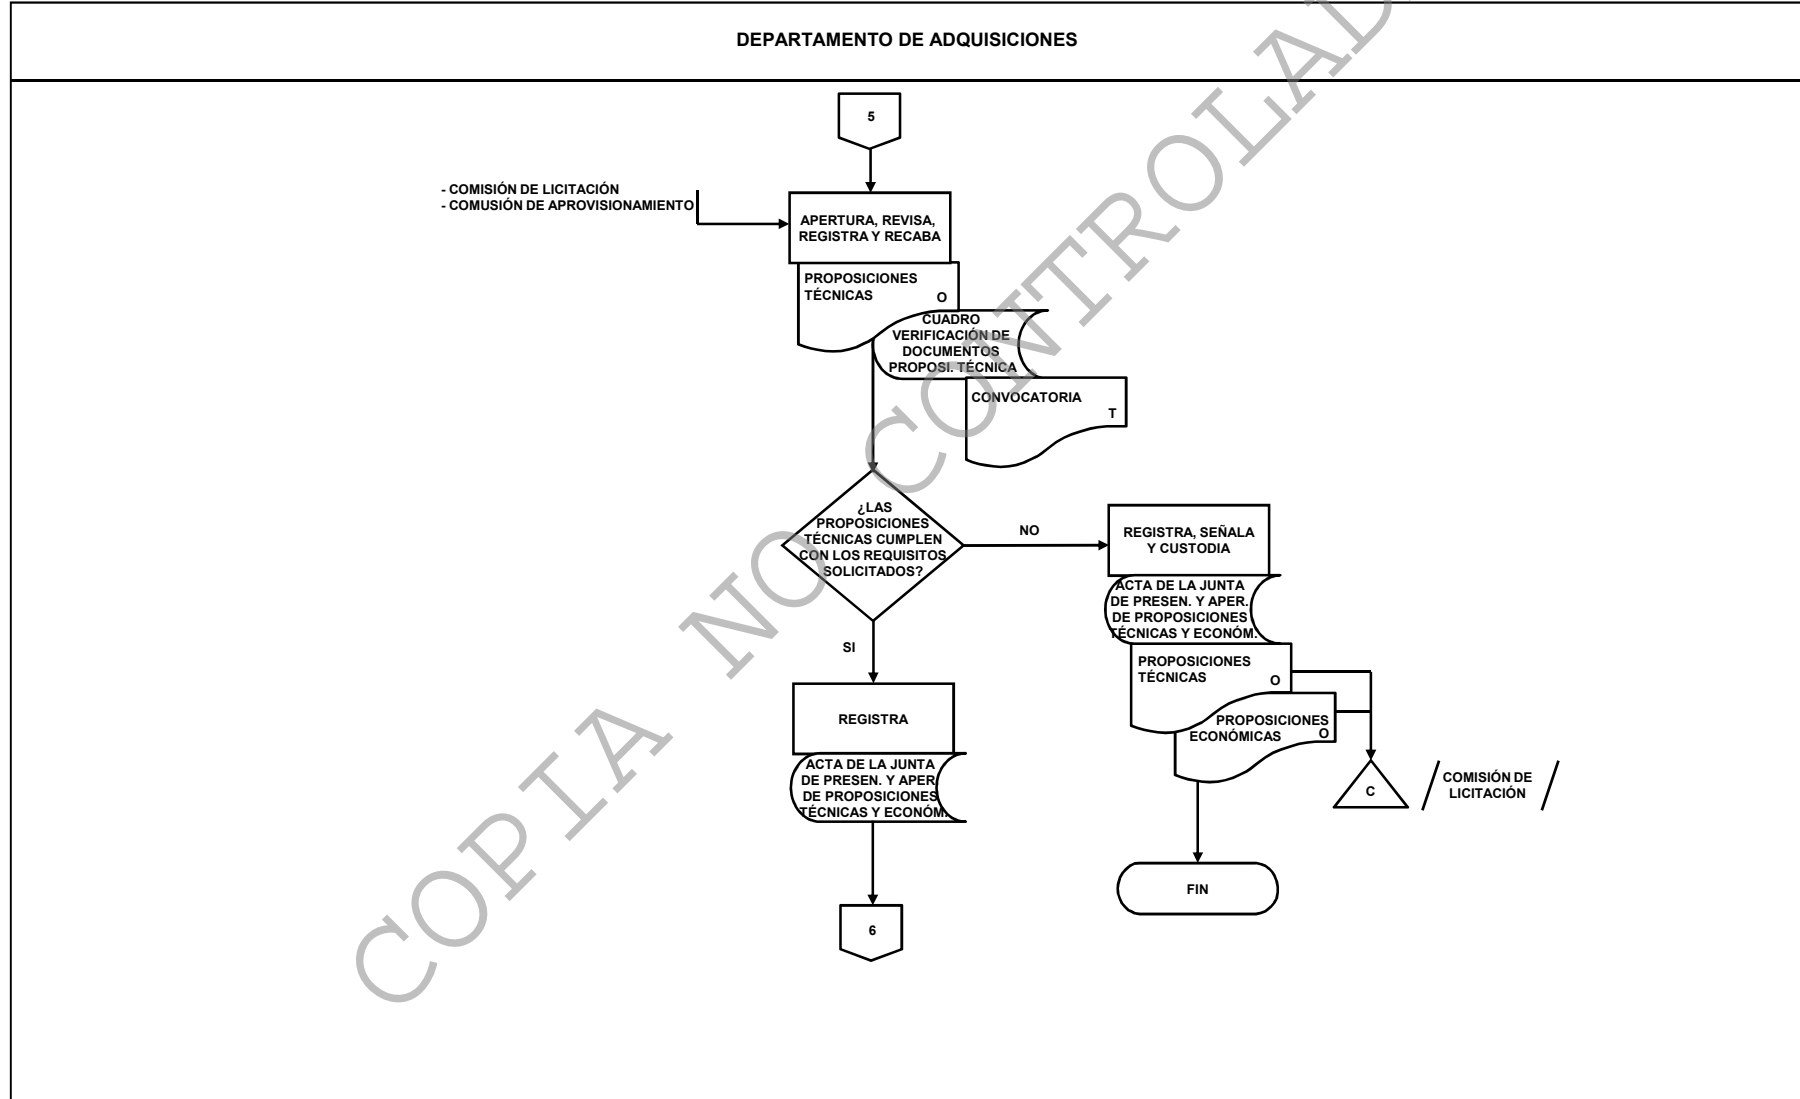 DEPARTAMENTO DE ADQUISICIONES
5
- COMISIÓN DE LICITACIÓN
- COMUSIÓN DE APROVISIONAMIENTO
APERTURA, REVISA,
REGISTRA Y RECABA
PROPOSICIONES
TÉCNICAS
O
CUADRO
VERIFICACIÓN DE
DOCUMENTOS
PROPOSI. TÉCNICA
CONVOCATORIA
T
¿LAS
PROPOSICIONES
TÉCNICAS CUMPLEN
CON LOS REQUISITOS
SOLICITADOS?
NO
REGISTRA, SEÑALA
Y CUSTODIA
ACTA DE LA JUNTA
DE PRESEN. Y APER.
DE PROPOSICIONES
TÉCNICAS Y ECONÓM.
PROPOSICIONES
TÉCNICAS
O
PROPOSICIONES
ECONÓMICAS
O
C
COMISIÓN DE
LICITACIÓN
FIN
SI
REGISTRA
ACTA DE LA JUNTA
DE PRESEN. Y APER
DE PROPOSICIONES
TÉCNICAS Y ECONÓM.
6
COPIA NO CONTROLAD